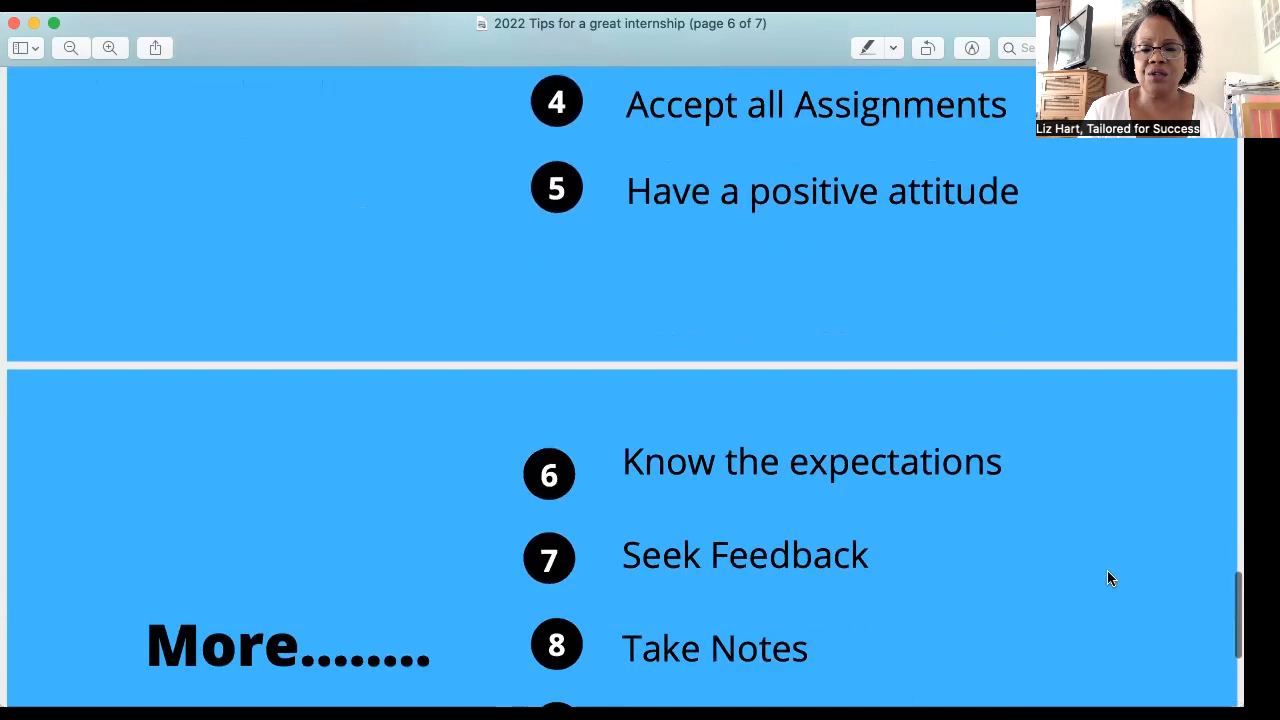 2022 Tips for a great internship (page 6 of 7)
Se
Liz Hart, Tailored for Success
4 Accept all Assignments
5 Have a positive attitude
6 Know the expectations
7 Seek Feedback
More........
8 Take Notes